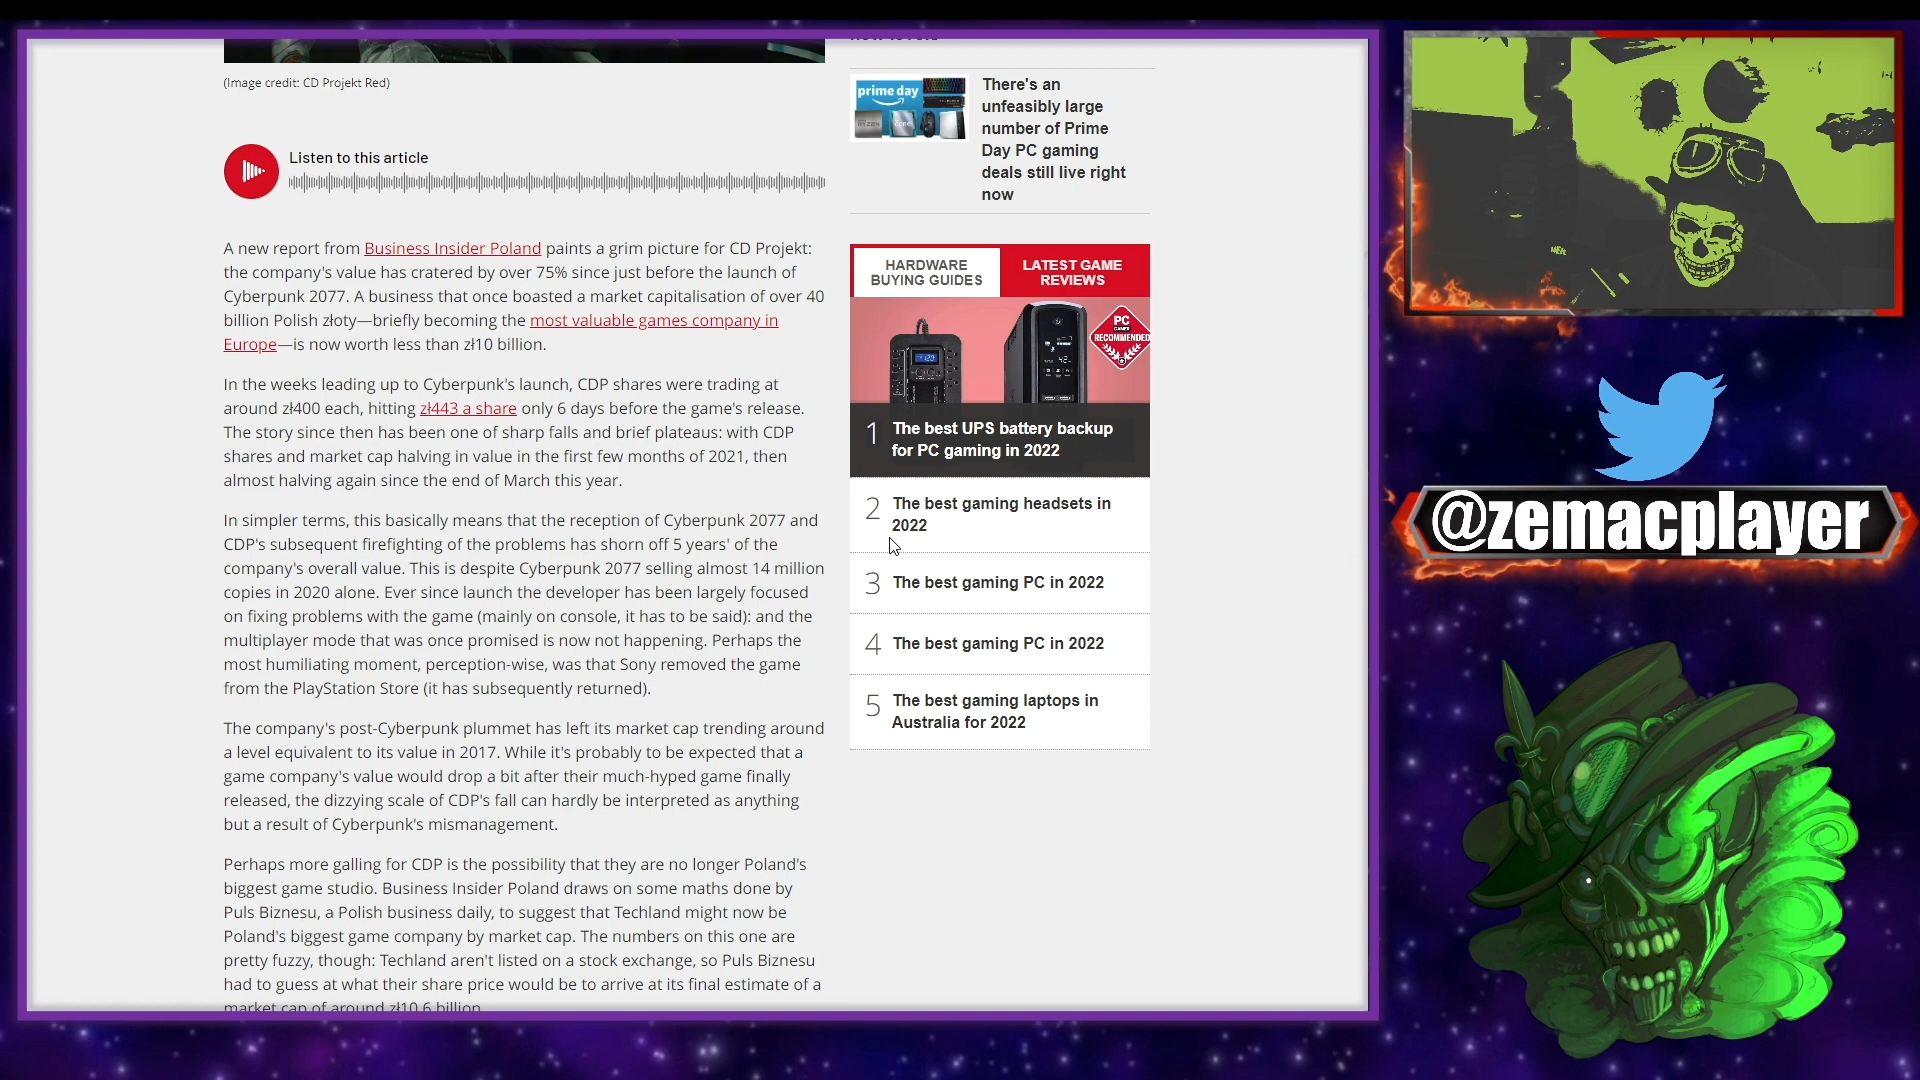 (Image credit: CD Projekt Red)
Listen to this article
A new report from Business Insider Poland paints a grim picture for CD Projekt:
the company's value has cratered by over 75% since just before the launch of
Cyberpunk 2077. A business that once boasted a market capitalisation of over 40
billion Polish złoty—briefly becoming the most valuable games company in
Europe—is now worth less than zł10 billion.
In the weeks leading up to Cyberpunk's launch, CDP shares were trading at
around zł400 each, hitting zł443 a share only 6 days before the game's release.
The story since then has been one of sharp falls and brief plateaus: with CDP
shares and market cap halving in value in the first few months of 2021, then
almost halving again since the end of March this year.
In simpler terms, this basically means that the reception of Cyberpunk 2077 and
CDP's subsequent firefighting of the problems has shorn off 5 years' of the
company's overall value. This is despite Cyberpunk 2077 selling almost 14 million
copies in 2020 alone. Ever since launch the developer has been largely focused
on fixing problems with the game (mainly on console, it has to be said): and the
multiplayer mode that was once promised is now not happening. Perhaps the
most humiliating moment, perception-wise, was that Sony removed the game
from the PlayStation Store (it has subsequently returned).
The company's post-Cyberpunk plummet has left its market cap trending around
a level equivalent to its value in 2017. While it's probably to be expected that a
game company's value would drop a bit after their much-hyped game finally
released, the dizzying scale of CDP's fall can hardly be interpreted as anything
but a result of Cyberpunk's mismanagement.
Perhaps more galling for CDP is the possibility that they are no longer Poland's
biggest game studio. Business Insider Poland draws on some maths done by
Puls Biznesu, a Polish business daily, to suggest that Techland might now be
Poland's biggest game company by market cap. The numbers on this one are
pretty fuzzy, though: Techland aren't listed on a stock exchange, so Puls Biznesu
had to guess at what their share price would be to arrive at its final estimate of a
market cap of around zł10.6 billion.
prime day
There's an
unfeasibly large
number of Prime
Day PC gaming
deals still live right
now
HARDWARE
BUYING GUIDES
LATEST GAME
REVIEWS
PC
GAMER
RECOMMENDED
1 The best UPS battery backup
for PC gaming in 2022
2 The best gaming headsets in
2022
3 The best gaming PC in 2022
4 The best gaming PC in 2022
5 The best gaming laptops in
Australia for 2022
@zemacplayer